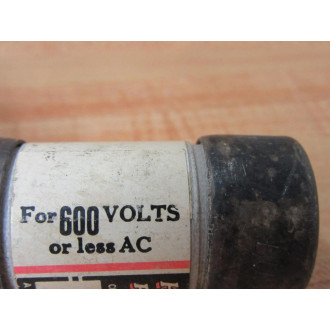 For 600 VOLTS
or less AC